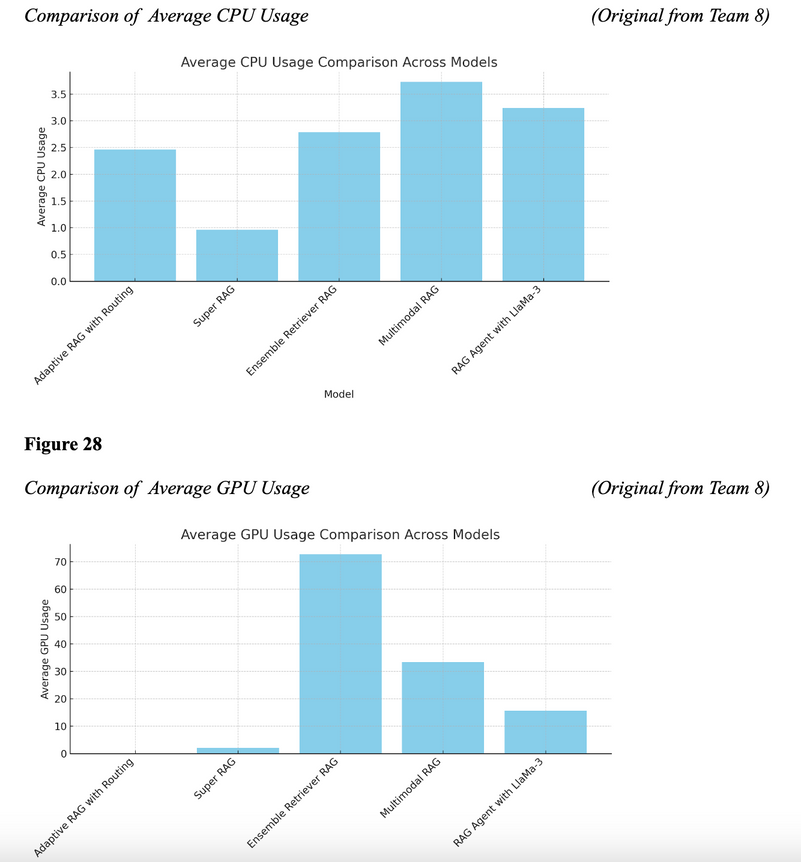 Comparison of Average CPU Usage (Original from Team 8)
Average CPU Usage Comparison Across Models
Average CPU Usage
3.5
3.0
2.5
2.0
1.5
1.0
0.5
0.0
Adaptive RAG with Routing
Super RAG
Ensemble Retriever RAG
Multimodal RAG
RAG Agent with LlaMa-3
Model
Figure 28
Comparison of Average GPU Usage (Original from Team 8)
Average GPU Usage Comparison Across Models
Average GPU Usage
70
60
50
40
30
20
10
0
Adaptive RAG with Routing
Super RAG
Ensemble Retriever RAG
Multimodal RAG
RAG Agent with LlaMa-3